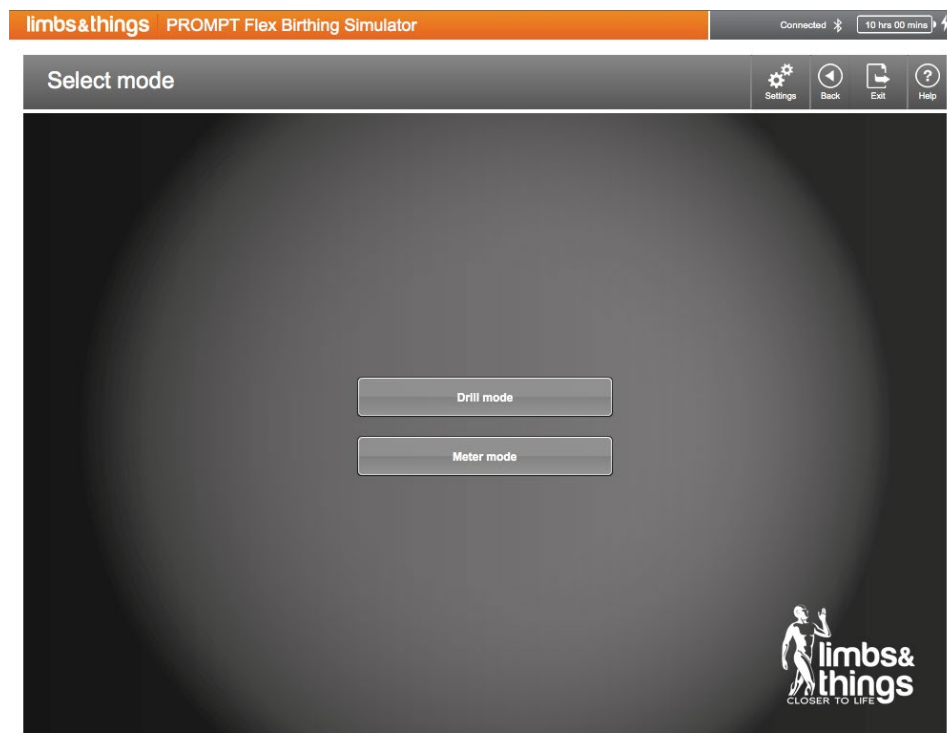 limbs&things PROMPT Flex Birthing Simulator Connected 10 hrs 00 mins
Select mode
Settings Back Exit Help
Drill mode
Meter mode
limbs&
things
CLOSER TO LIFE